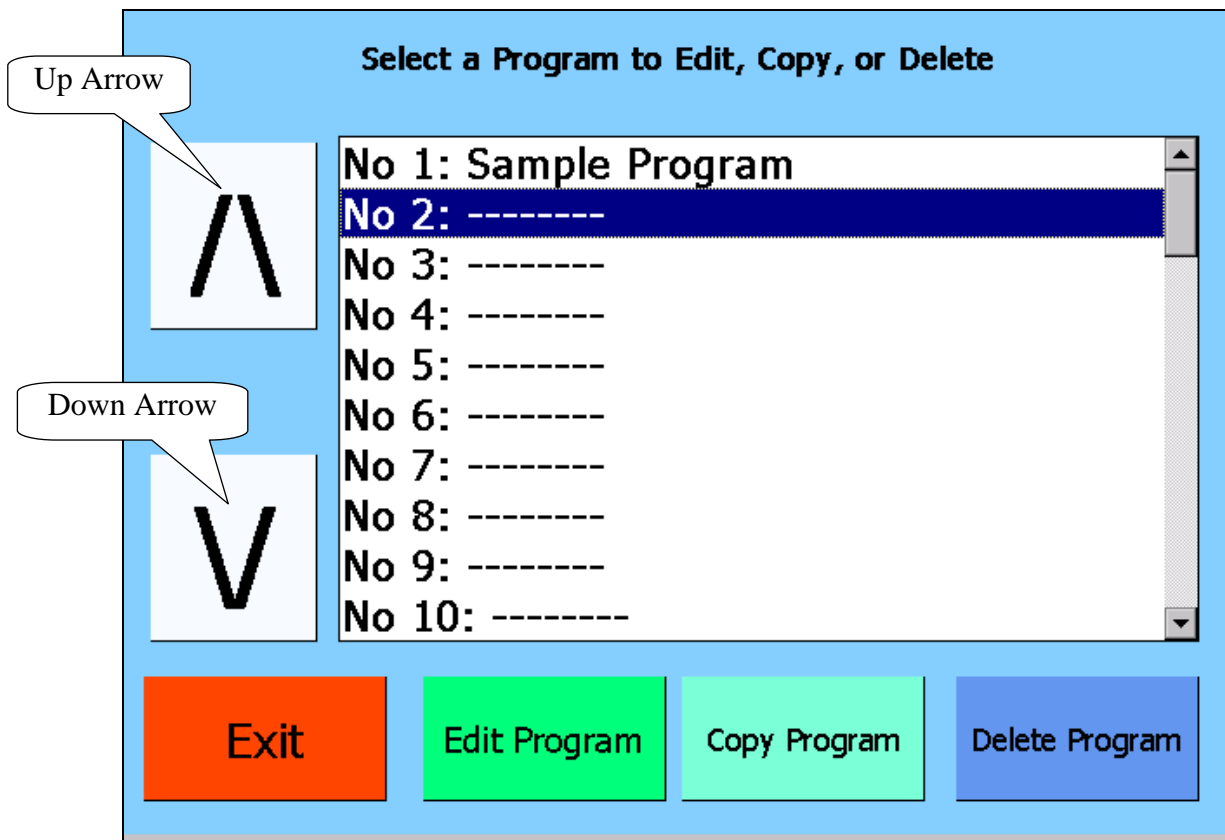 Select a Program to Edit, Copy, or Delete
Up Arrow
Λ
No 1: Sample Program
No 2: --------
No 3: --------
No 4: --------
No 5: --------
No 6: --------
No 7: --------
No 8: --------
No 9: --------
No 10: --------
Down Arrow
V
Exit
Edit Program
Copy Program
Delete Program